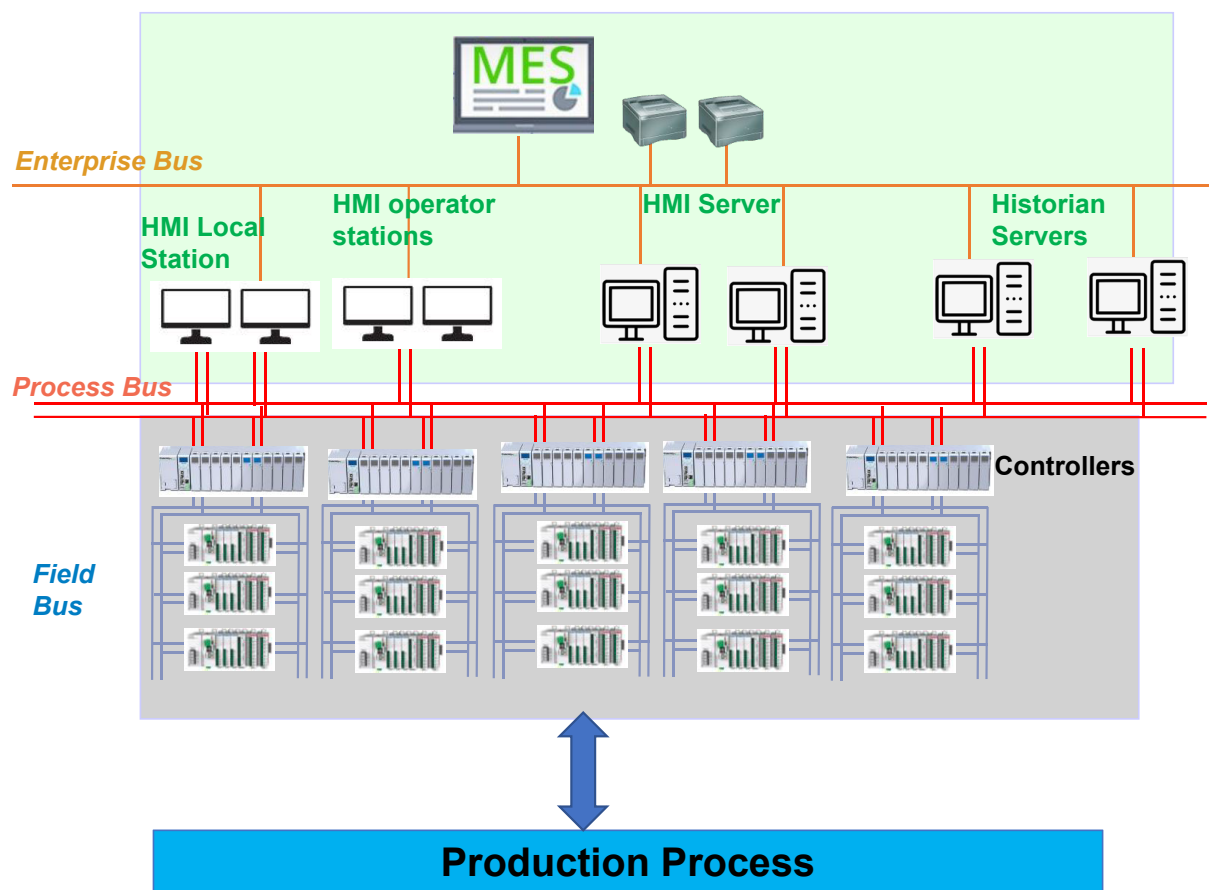 MES
Enterprise Bus
HMI Local
Station
HMI operator
stations
HMI Server
Historian
Servers
Process Bus
Controllers
Field
Bus
Production Process